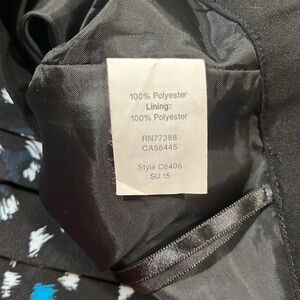 100% Polyester
Lining:
100% Polyester
RN77388
CA56445
Style C6406
SU 15